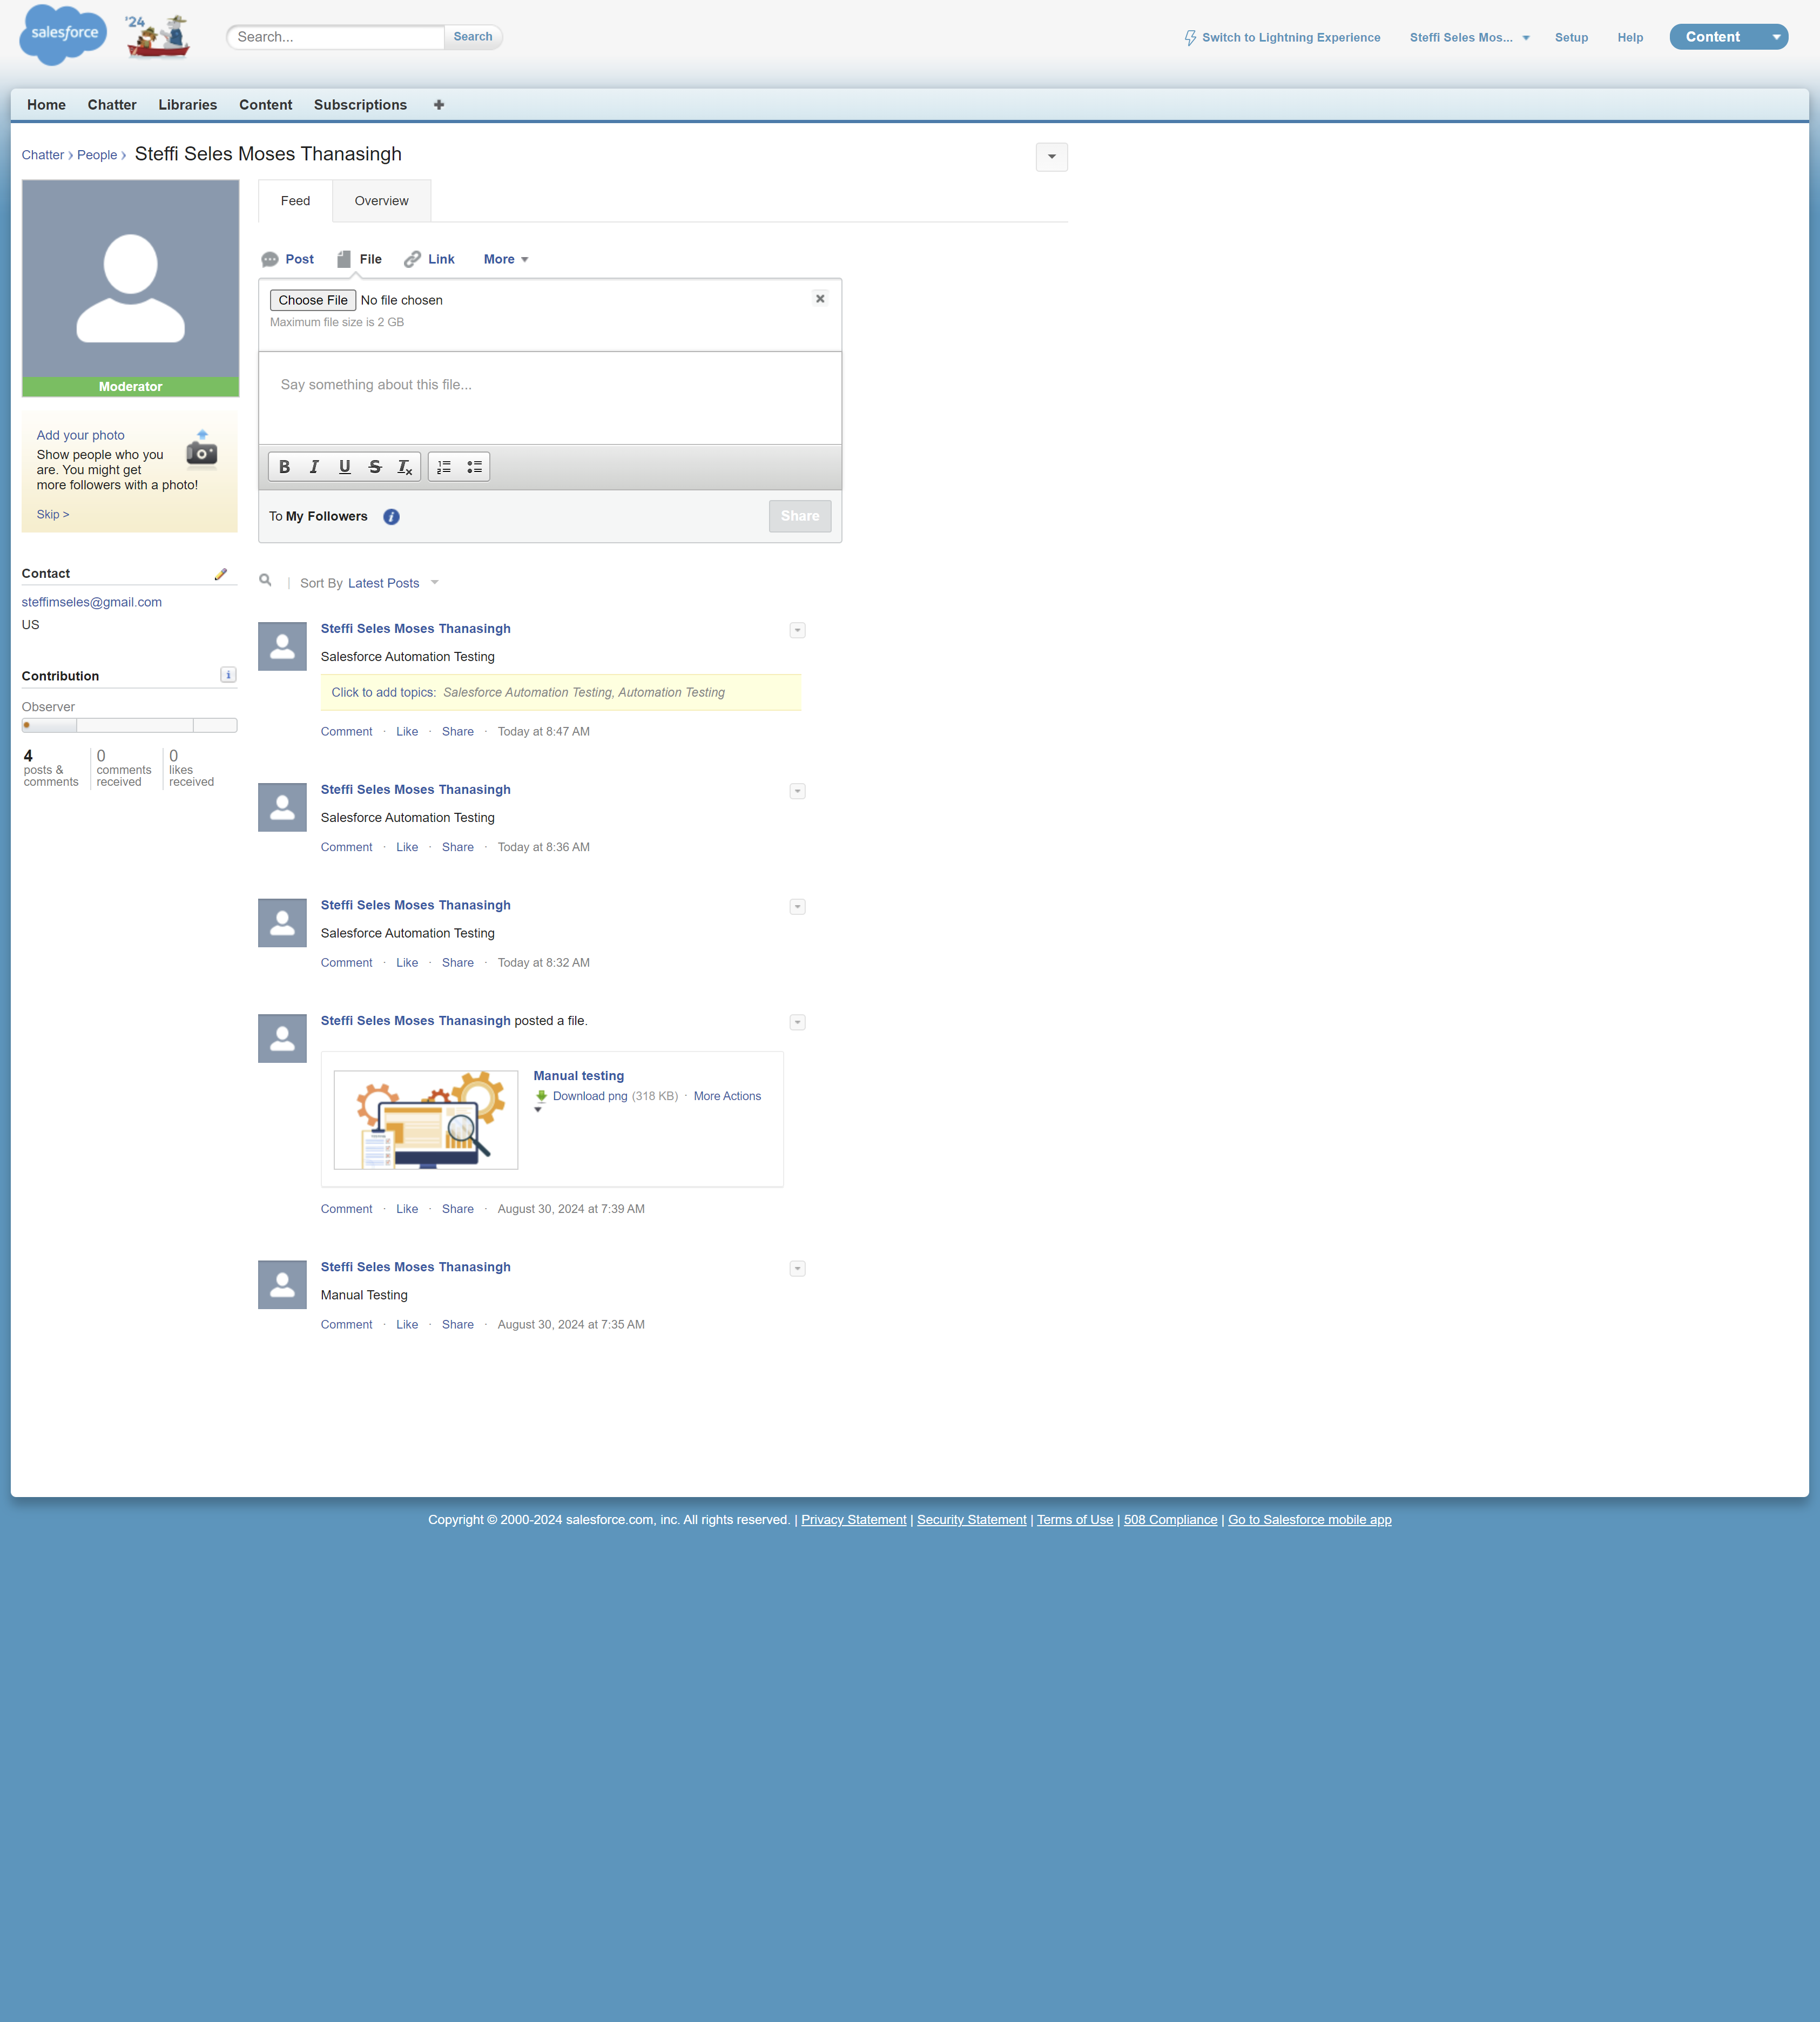 salesforce
'24
Search...
Search
Switch to Lightning Experience
Steffi Seles Mos...
Setup
Help
Content
Home
Chatter
Libraries
Content
Subscriptions
Chatter › People ›
Steffi Seles Moses Thanasingh
Moderator
Add your photo
Show people who you
are. You might get
more followers with a photo!
Skip >
Contact
steffimseles@gmail.com
US
Contribution
Observer
4
posts &
comments
0
comments
received
0
likes
received
Feed
Overview
Post
File
Link
More
Choose File No file chosen
Maximum file size is 2 GB
Say something about this file...
To My Followers
Share
Sort By Latest Posts
Steffi Seles Moses Thanasingh
Salesforce Automation Testing
Click to add topics: Salesforce Automation Testing, Automation Testing
Comment · Like · Share · Today at 8:47 AM
Steffi Seles Moses Thanasingh
Salesforce Automation Testing
Comment · Like · Share · Today at 8:36 AM
Steffi Seles Moses Thanasingh
Salesforce Automation Testing
Comment · Like · Share · Today at 8:32 AM
Steffi Seles Moses Thanasingh posted a file.
Manual testing
Download png (318 KB) · More Actions
Comment · Like · Share · August 30, 2024 at 7:39 AM
Steffi Seles Moses Thanasingh
Manual Testing
Comment · Like · Share · August 30, 2024 at 7:35 AM
Copyright © 2000-2024 salesforce.com, inc. All rights reserved. | Privacy Statement | Security Statement | Terms of Use | 508 Compliance | Go to Salesforce mobile app